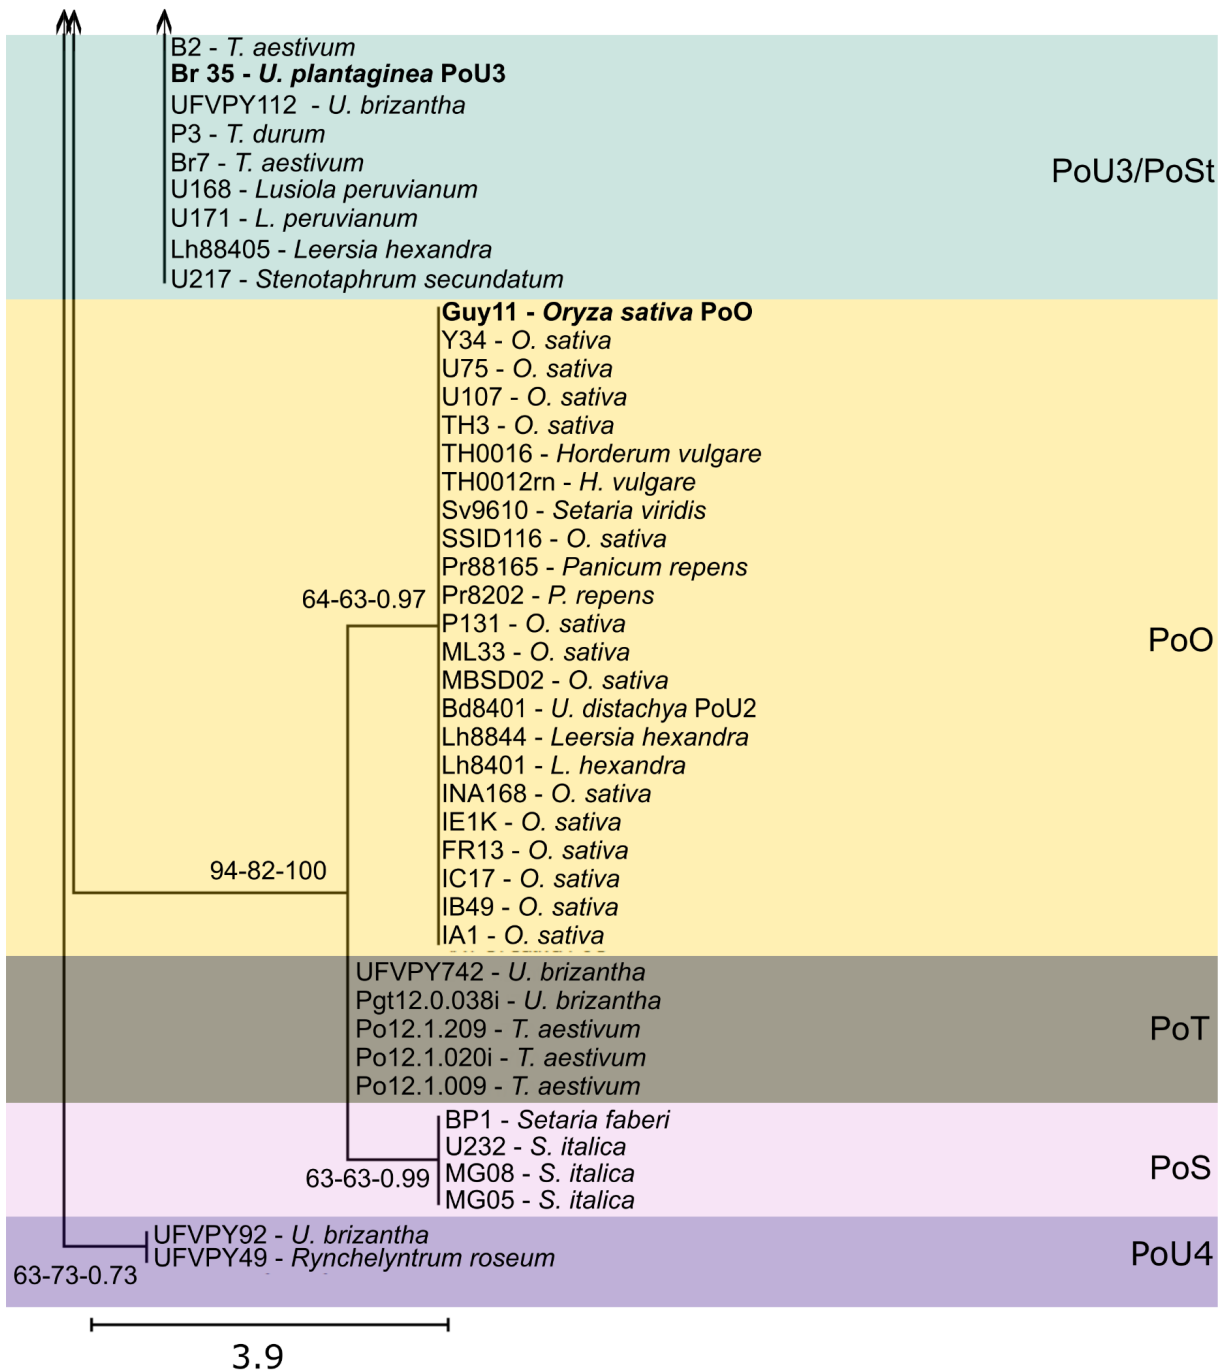 B2 - T. aestivum
Br 35 - U. plantaginea PoU3
UFVPY112 - U. brizantha
P3 - T. durum
Br7 - T. aestivum
PoU3/PoSt
U168 - Lusiola peruvianum
U171 - L. peruvianum
Lh88405 - Leersia hexandra
U217 - Stenotaphrum secundatum
Guy11 - Oryza sativa PoO
Y34 - O. sativa
U75 - O. sativa
U107 - O. sativa
TH3 - O. sativa
TH0016 - Horderum vulgare
TH0012rn - H. vulgare
Sv9610 - Setaria viridis
SSID116 - O. sativa
Pr88165 - Panicum repens
64-63-0.97
Pr8202 - P. repens
P131 - O. sativa
PoO
ML33 - O. sativa
MBSD02 - O. sativa
Bd8401 - U. distachya PoU2
Lh8844 - Leersia hexandra
Lh8401 - L. hexandra
INA168 - O. sativa
IE1K - O. sativa
FR13 - O. sativa
94-82-100
IC17 - O. sativa
IB49 - O. sativa
IA1 - O. sativa
UFVPY742 - U. brizantha
Pgt12.0.038i - U. brizantha
Po12.1.209 - T. aestivum
PoT
Po12.1.020i - T. aestivum
Po12.1.009 - T. aestivum
BP1 - Setaria faberi
U232 - S. italica
PoS
MG08 - S. italica
63-63-0.99
MG05 - S. italica
UFVPY92 - U. brizantha
PoU4
UFVPY49 - Rynchelyntrum roseum
63-73-0.73
3.9